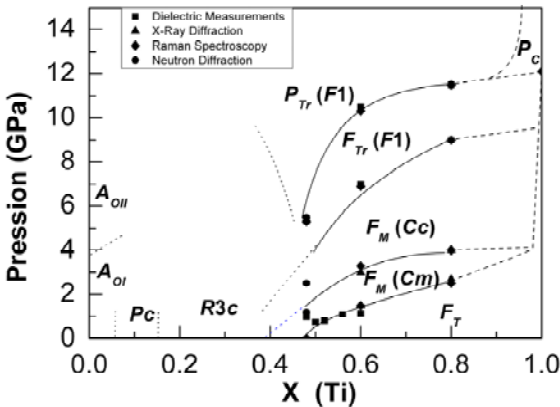 Dielectric Measurements
X-Ray Diffraction
Raman Spectroscopy
Neutron Diffraction
Pression (GPa)
14
12
10
8
6
4
2
0
P_C
P_Tr (F1)
F_Tr (F1)
A_OII
F_M (Cc)
A_OI
F_M (Cm)
Pc
R3c
F_T
0.0 0.2 0.4 0.6 0.8 1.0
X (Ti)